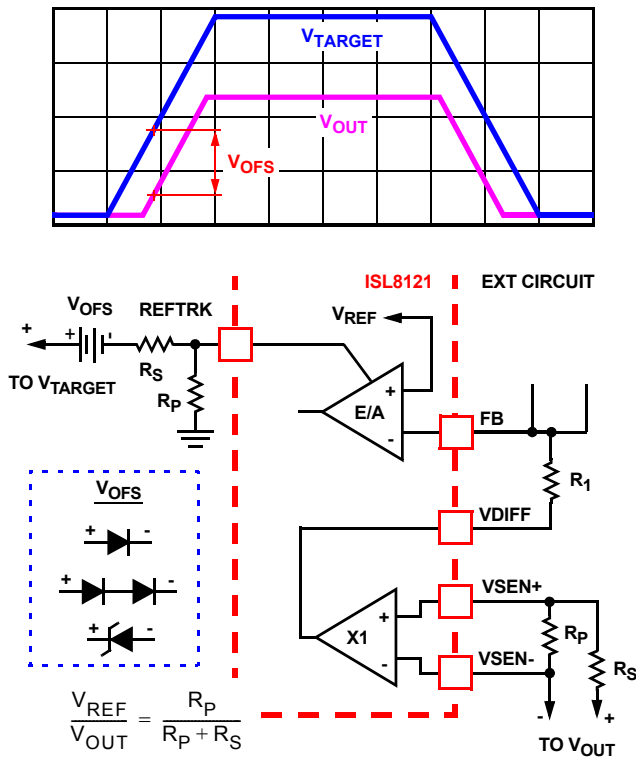 VTARGET
VOUT
VOFS
ISL8121 EXT CIRCUIT
VOFS REFTRK VREF
+ + -
TO VTARGET RS
RP
+
E/A
-
FB
R1
VOFS
VDIFF
+ -
+ -
+ -
VSEN+
+
X1
-
RP
RS
VSEN-
- +
TO VOUT
VREF / VOUT = RP / RP + RS